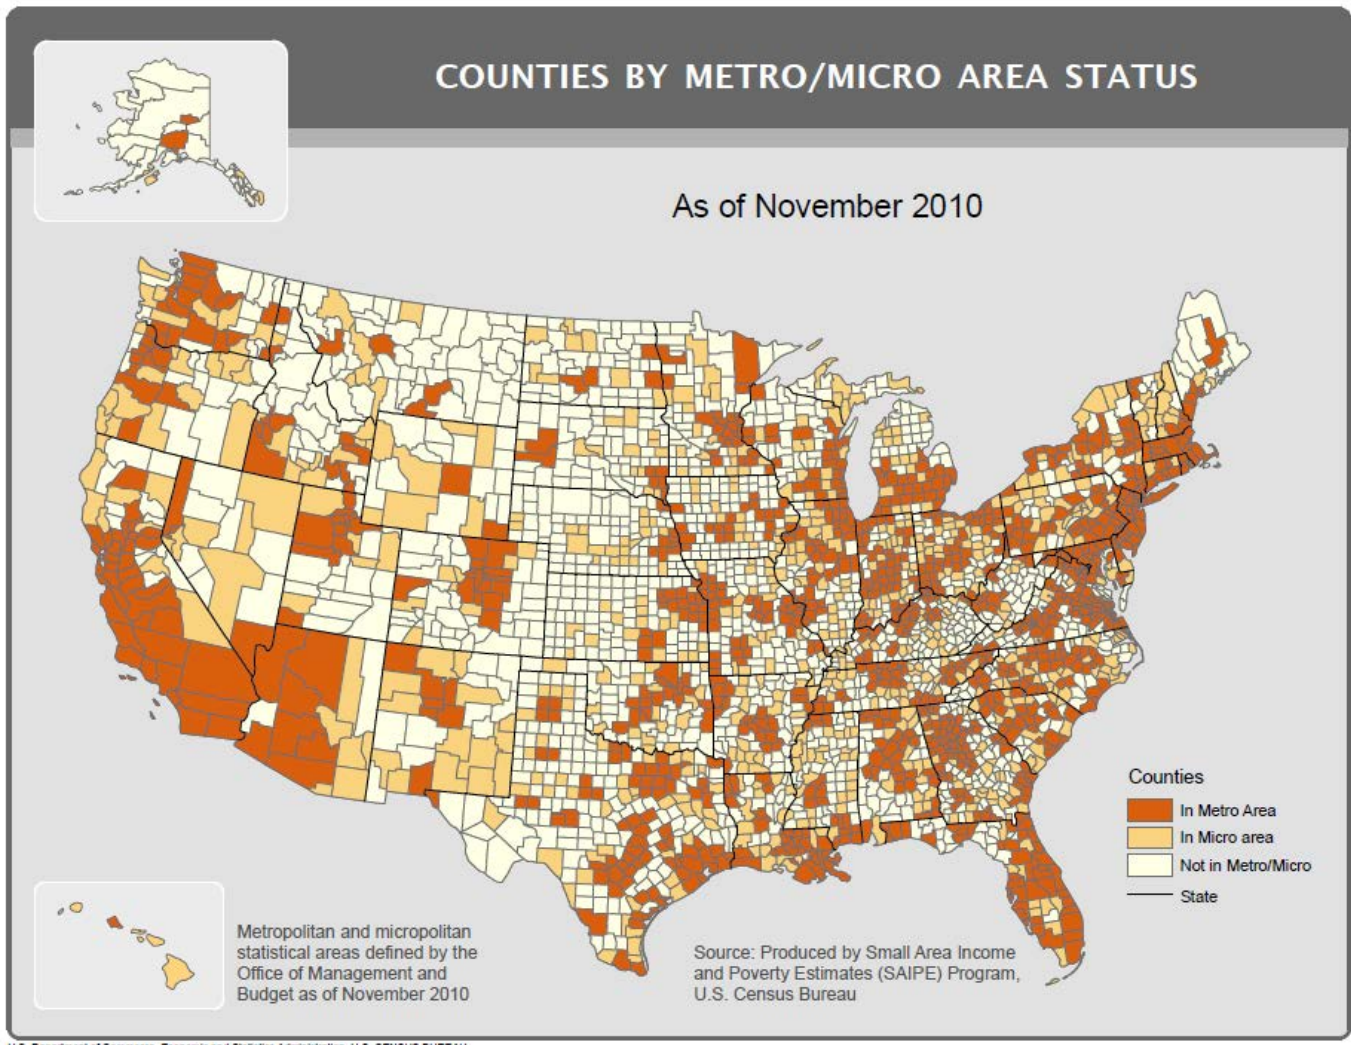 COUNTIES BY METRO/MICRO AREA STATUS
As of November 2010
Counties
In Metro Area
In Micro area
Not in Metro/Micro
State
Metropolitan and micropolitan
statistical areas defined by the
Office of Management and
Budget as of November 2010
Source: Produced by Small Area Income
and Poverty Estimates (SAIPE) Program,
U.S. Census Bureau